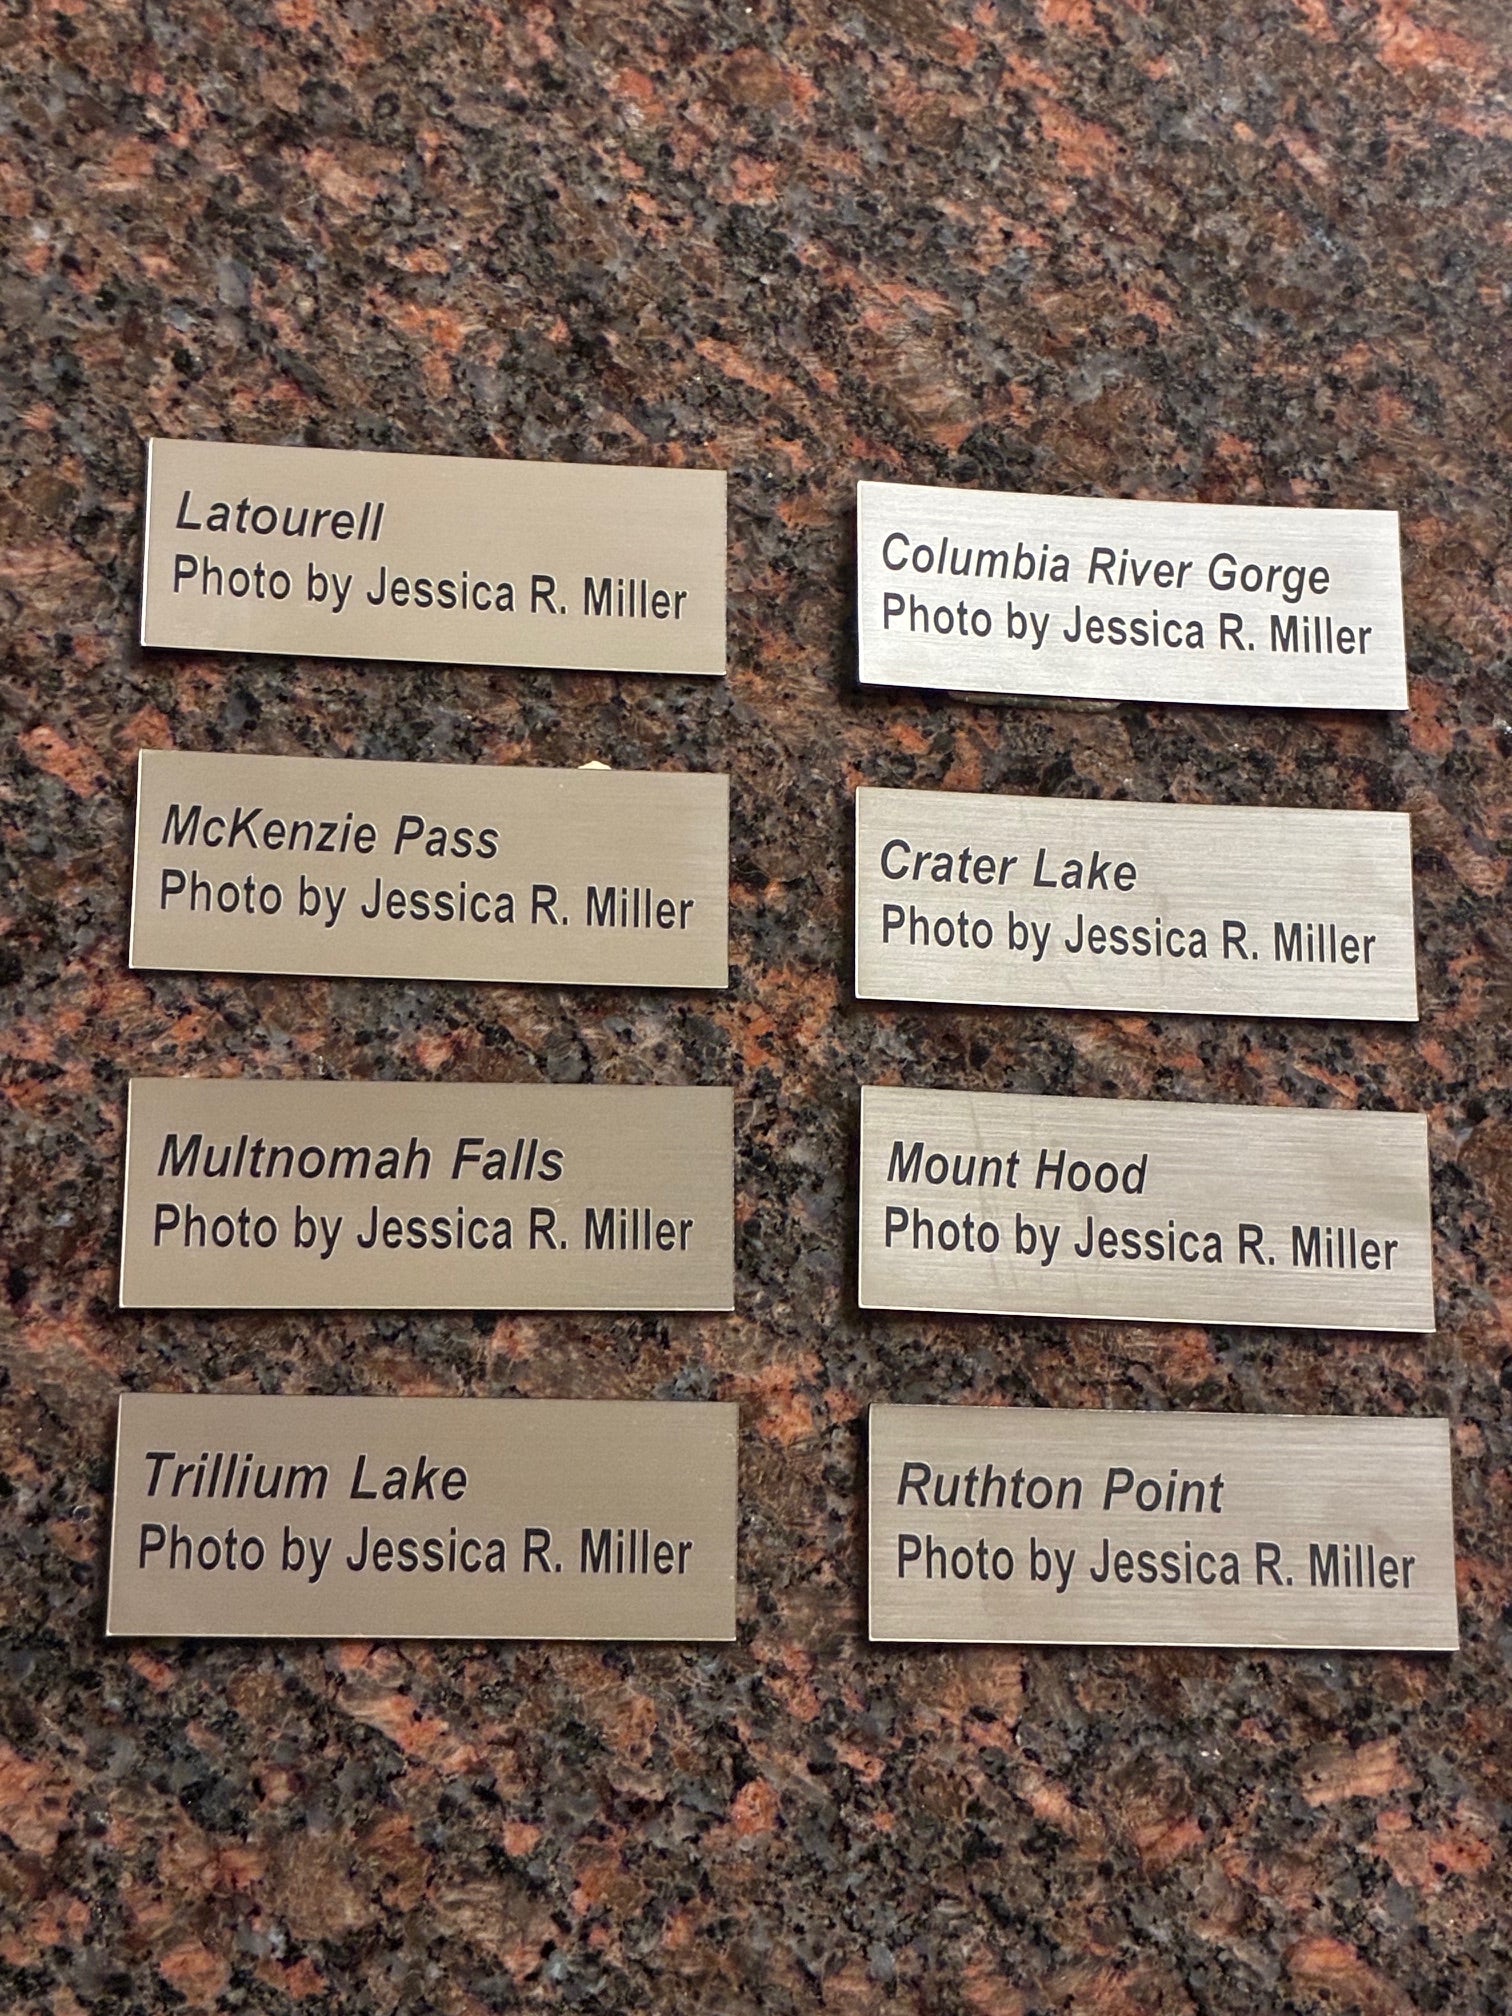 Latourell
Photo by Jessica R. Miller
Columbia River Gorge
Photo by Jessica R. Miller
McKenzie Pass
Photo by Jessica R. Miller
Crater Lake
Photo by Jessica R. Miller
Multnomah Falls
Photo by Jessica R. Miller
Mount Hood
Photo by Jessica R. Miller
Trillium Lake
Photo by Jessica R. Miller
Ruthton Point
Photo by Jessica R. Miller